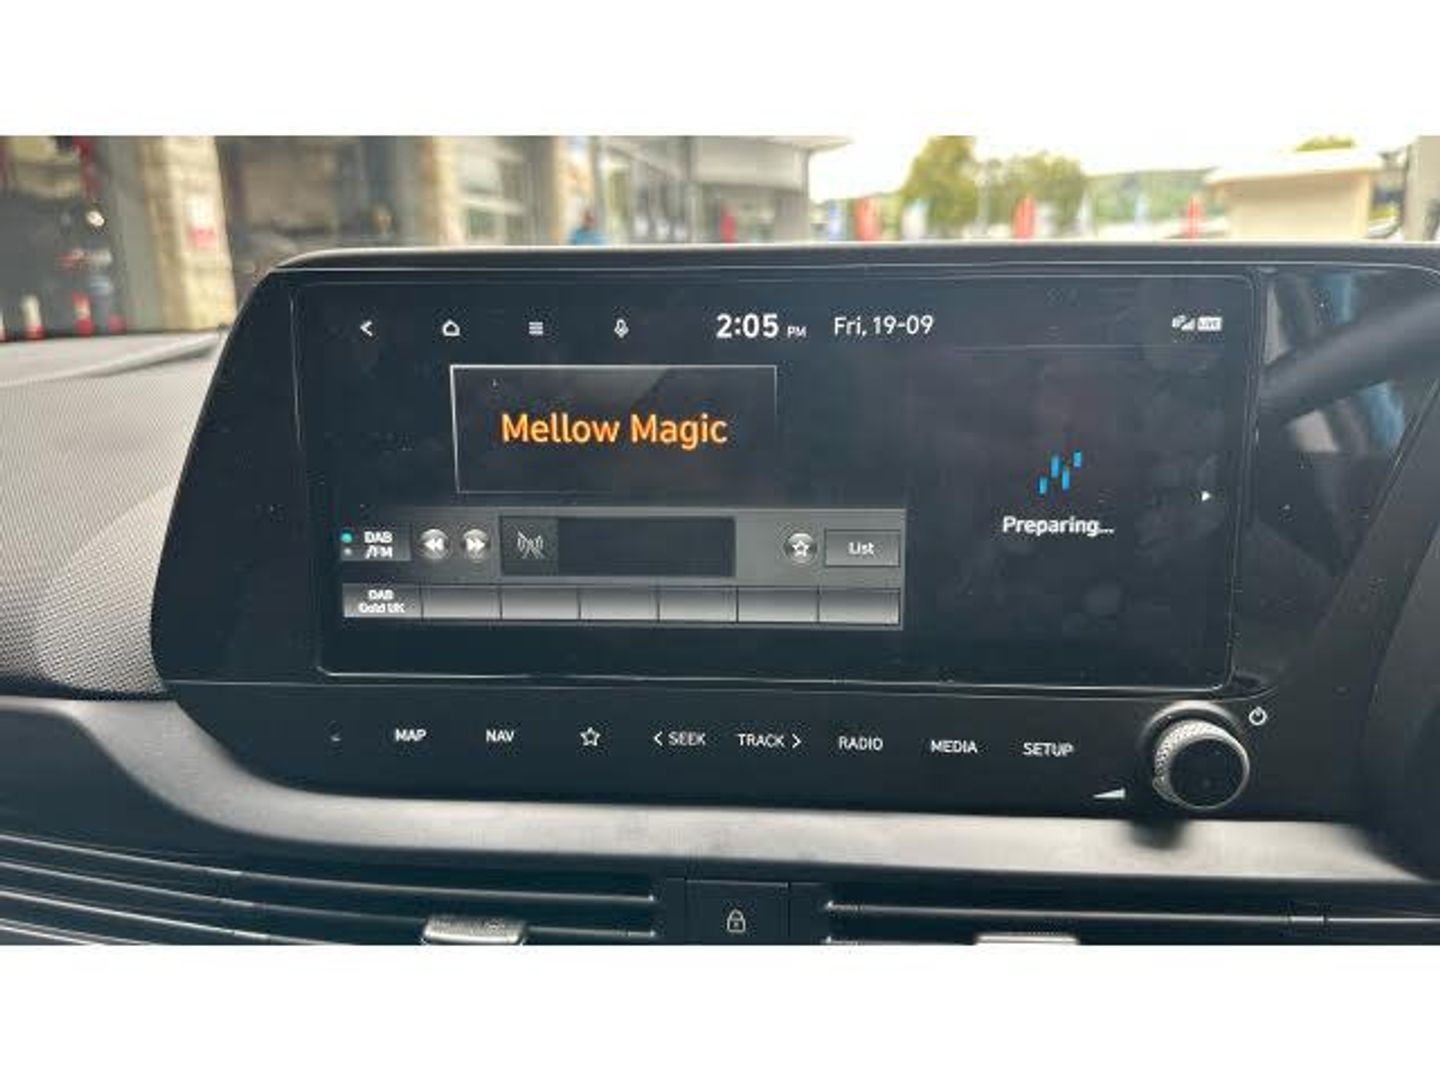 2:05 PM Fri, 19-09
LIVE
Mellow Magic
Preparing...
DAB
/FM
List
DAB
Gold UK
MAP NAV < SEEK TRACK > RADIO MEDIA SETUP